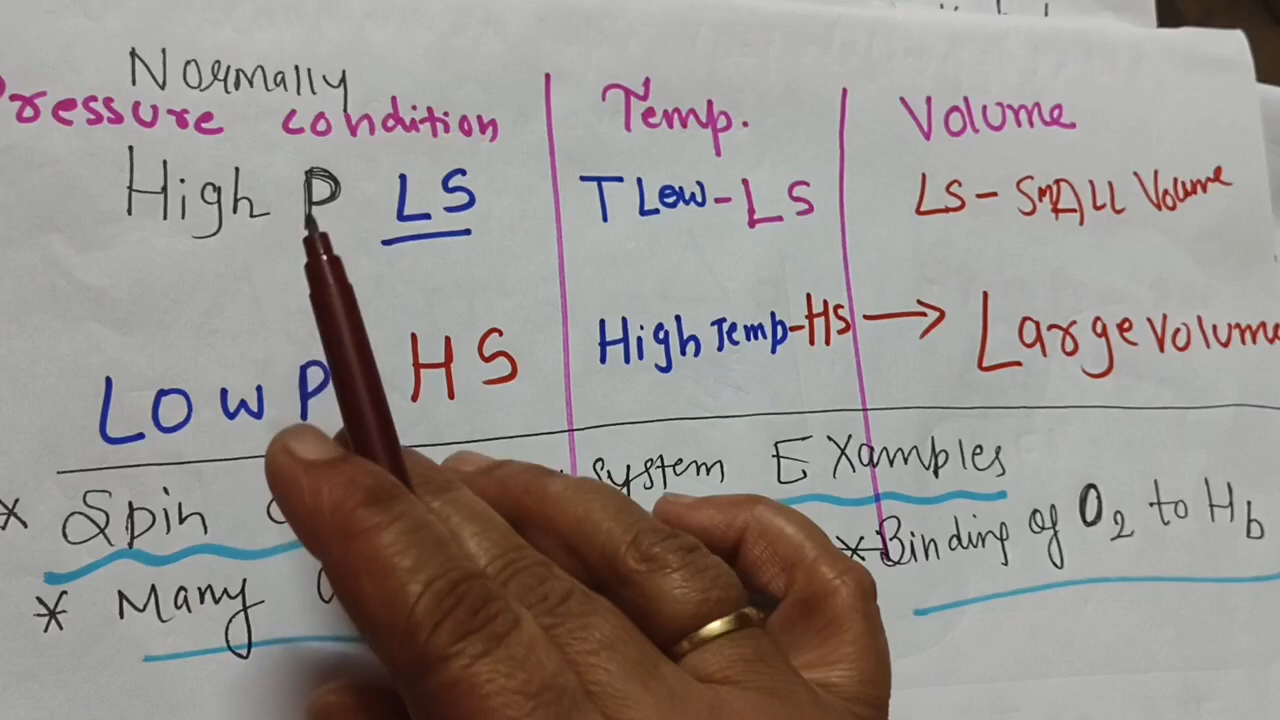 Normally
Pressure condition
High P LS
Low P HS
Temp.
T Low - LS
High Temp - HS →
Volume
LS - SmALL Volume
Large volume
* Spin
system Examples
* Binding of O2 to Hb
* Many